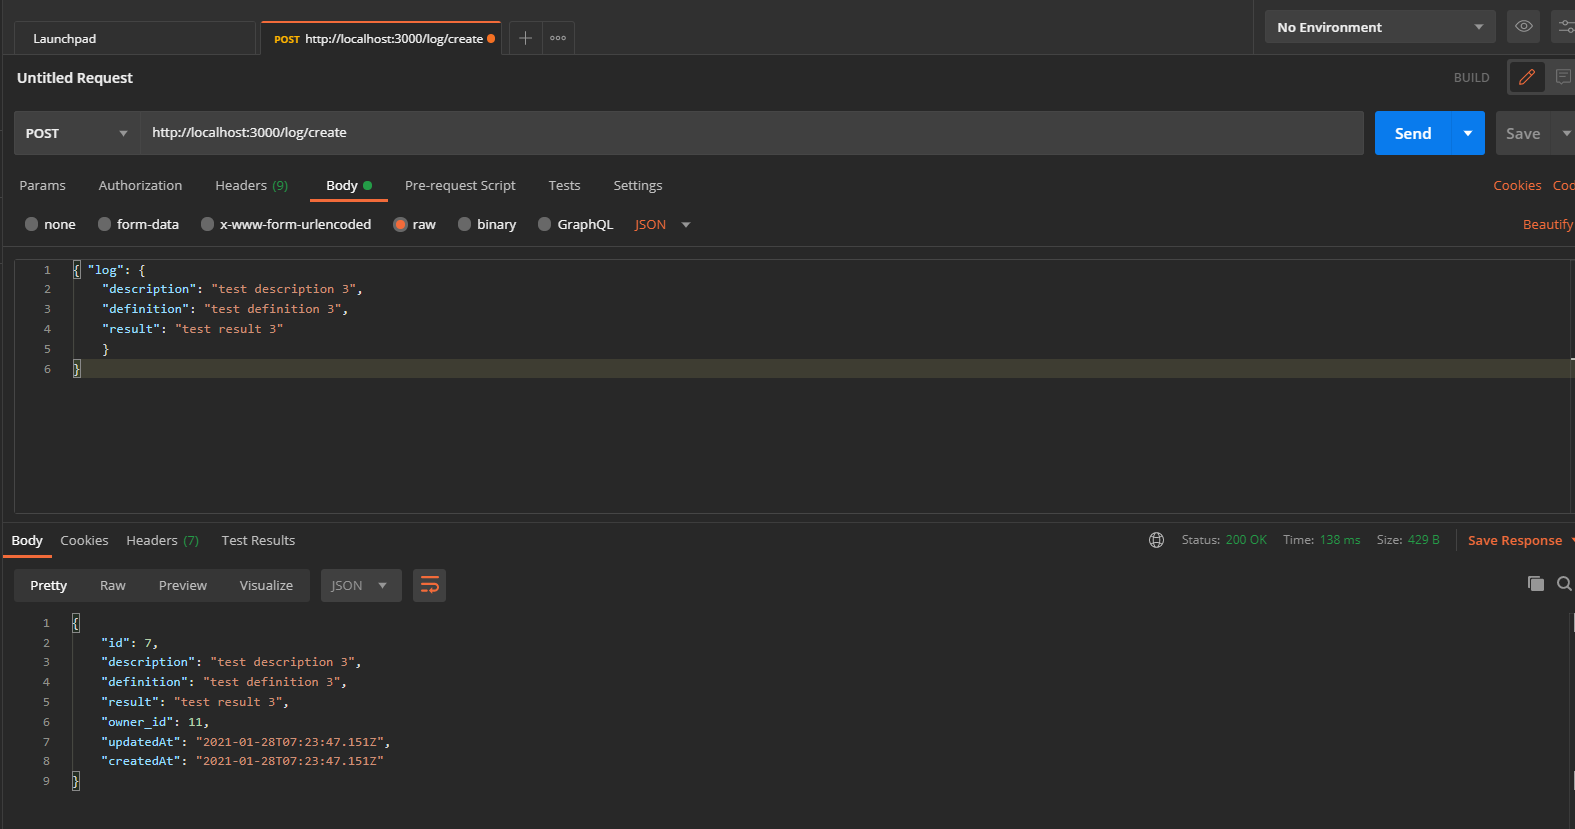 Launchpad
POST http://localhost:3000/log/create
No Environment
Untitled Request
BUILD
POST http://localhost:3000/log/create Send Save
Params Authorization Headers (9) Body Pre-request Script Tests Settings Cookies
none form-data x-www-form-urlencoded raw binary GraphQL JSON Beautify
1 { "log": {
2 "description": "test description 3",
3 "definition": "test definition 3",
4 "result": "test result 3"
5 }
6 }
Body Cookies Headers (7) Test Results Status: 200 OK Time: 138 ms Size: 429 B Save Response
Pretty Raw Preview Visualize JSON
1 {
2 "id": 7,
3 "description": "test description 3",
4 "definition": "test definition 3",
5 "result": "test result 3",
6 "owner_id": 11,
7 "updatedAt": "2021-01-28T07:23:47.151Z",
8 "createdAt": "2021-01-28T07:23:47.151Z"
9 }